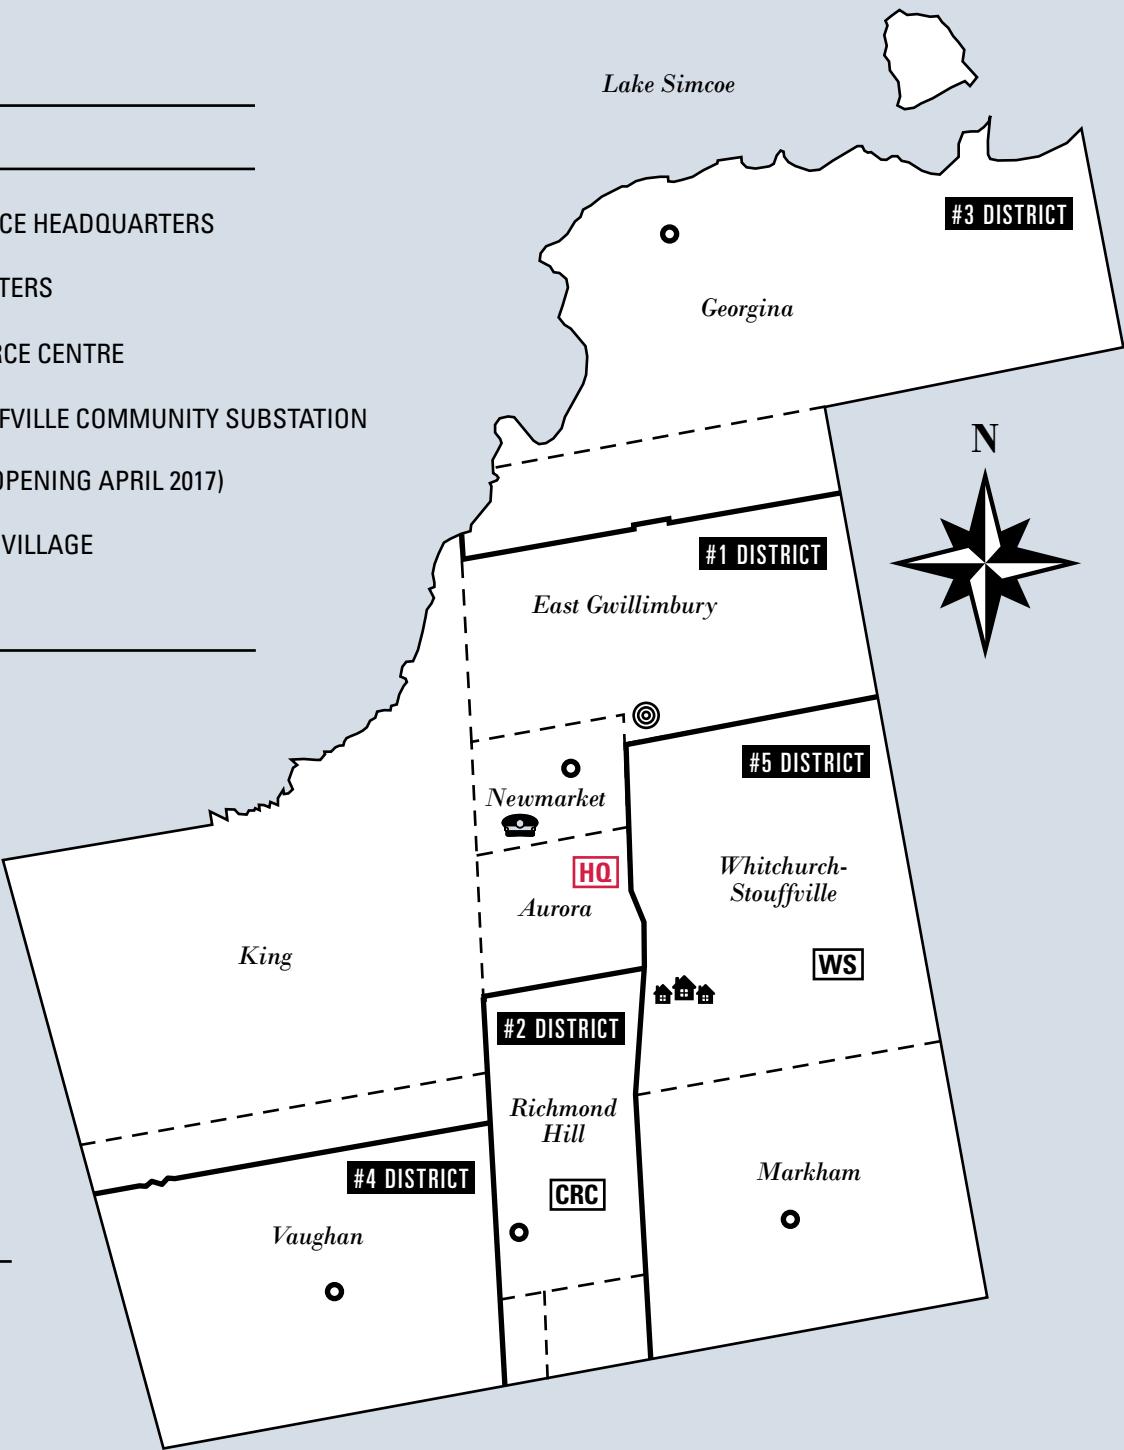 CE HEADQUARTERS
TERS
RCE CENTRE
FVILLE COMMUNITY SUBSTATION
OPENING APRIL 2017)
VILLAGE
Lake Simcoe
#3 DISTRICT
Georgina
N
#1 DISTRICT
East Gwillimbury
#5 DISTRICT
Newmarket
HQ
Whitchurch-
Stouffville
Aurora
King
WS
#2 DISTRICT
Richmond
Hill
#4 DISTRICT
CRC
Markham
Vaughan